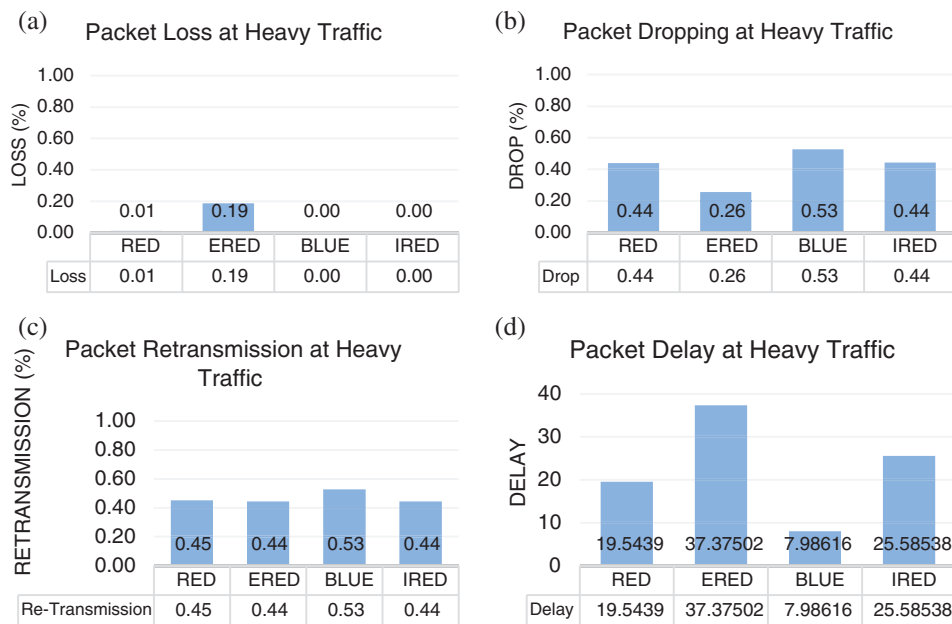 (a)
Packet Loss at Heavy Traffic
1.00
0.80
0.60
0.40
0.20
0.00
LOSS (%)
0.01 0.19 0.00 0.00
RED ERED BLUE IRED
Loss 0.01 0.19 0.00 0.00
(b)
Packet Dropping at Heavy Traffic
1.00
0.80
0.60
0.40
0.20
0.00
DROP (%)
0.44 0.26 0.53 0.44
RED ERED BLUE IRED
Drop 0.44 0.26 0.53 0.44
(c)
Packet Retransmission at Heavy
Traffic
1.00
0.80
0.60
0.40
0.20
0.00
RETRANSMISSION (%)
0.45 0.44 0.53 0.44
RED ERED BLUE IRED
Re-Transmission 0.45 0.44 0.53 0.44
(d)
Packet Delay at Heavy Traffic
40
30
20
10
0
DELAY
19.5439 37.37502 7.98616 25.58538
RED ERED BLUE IRED
Delay 19.5439 37.37502 7.98616 25.58538